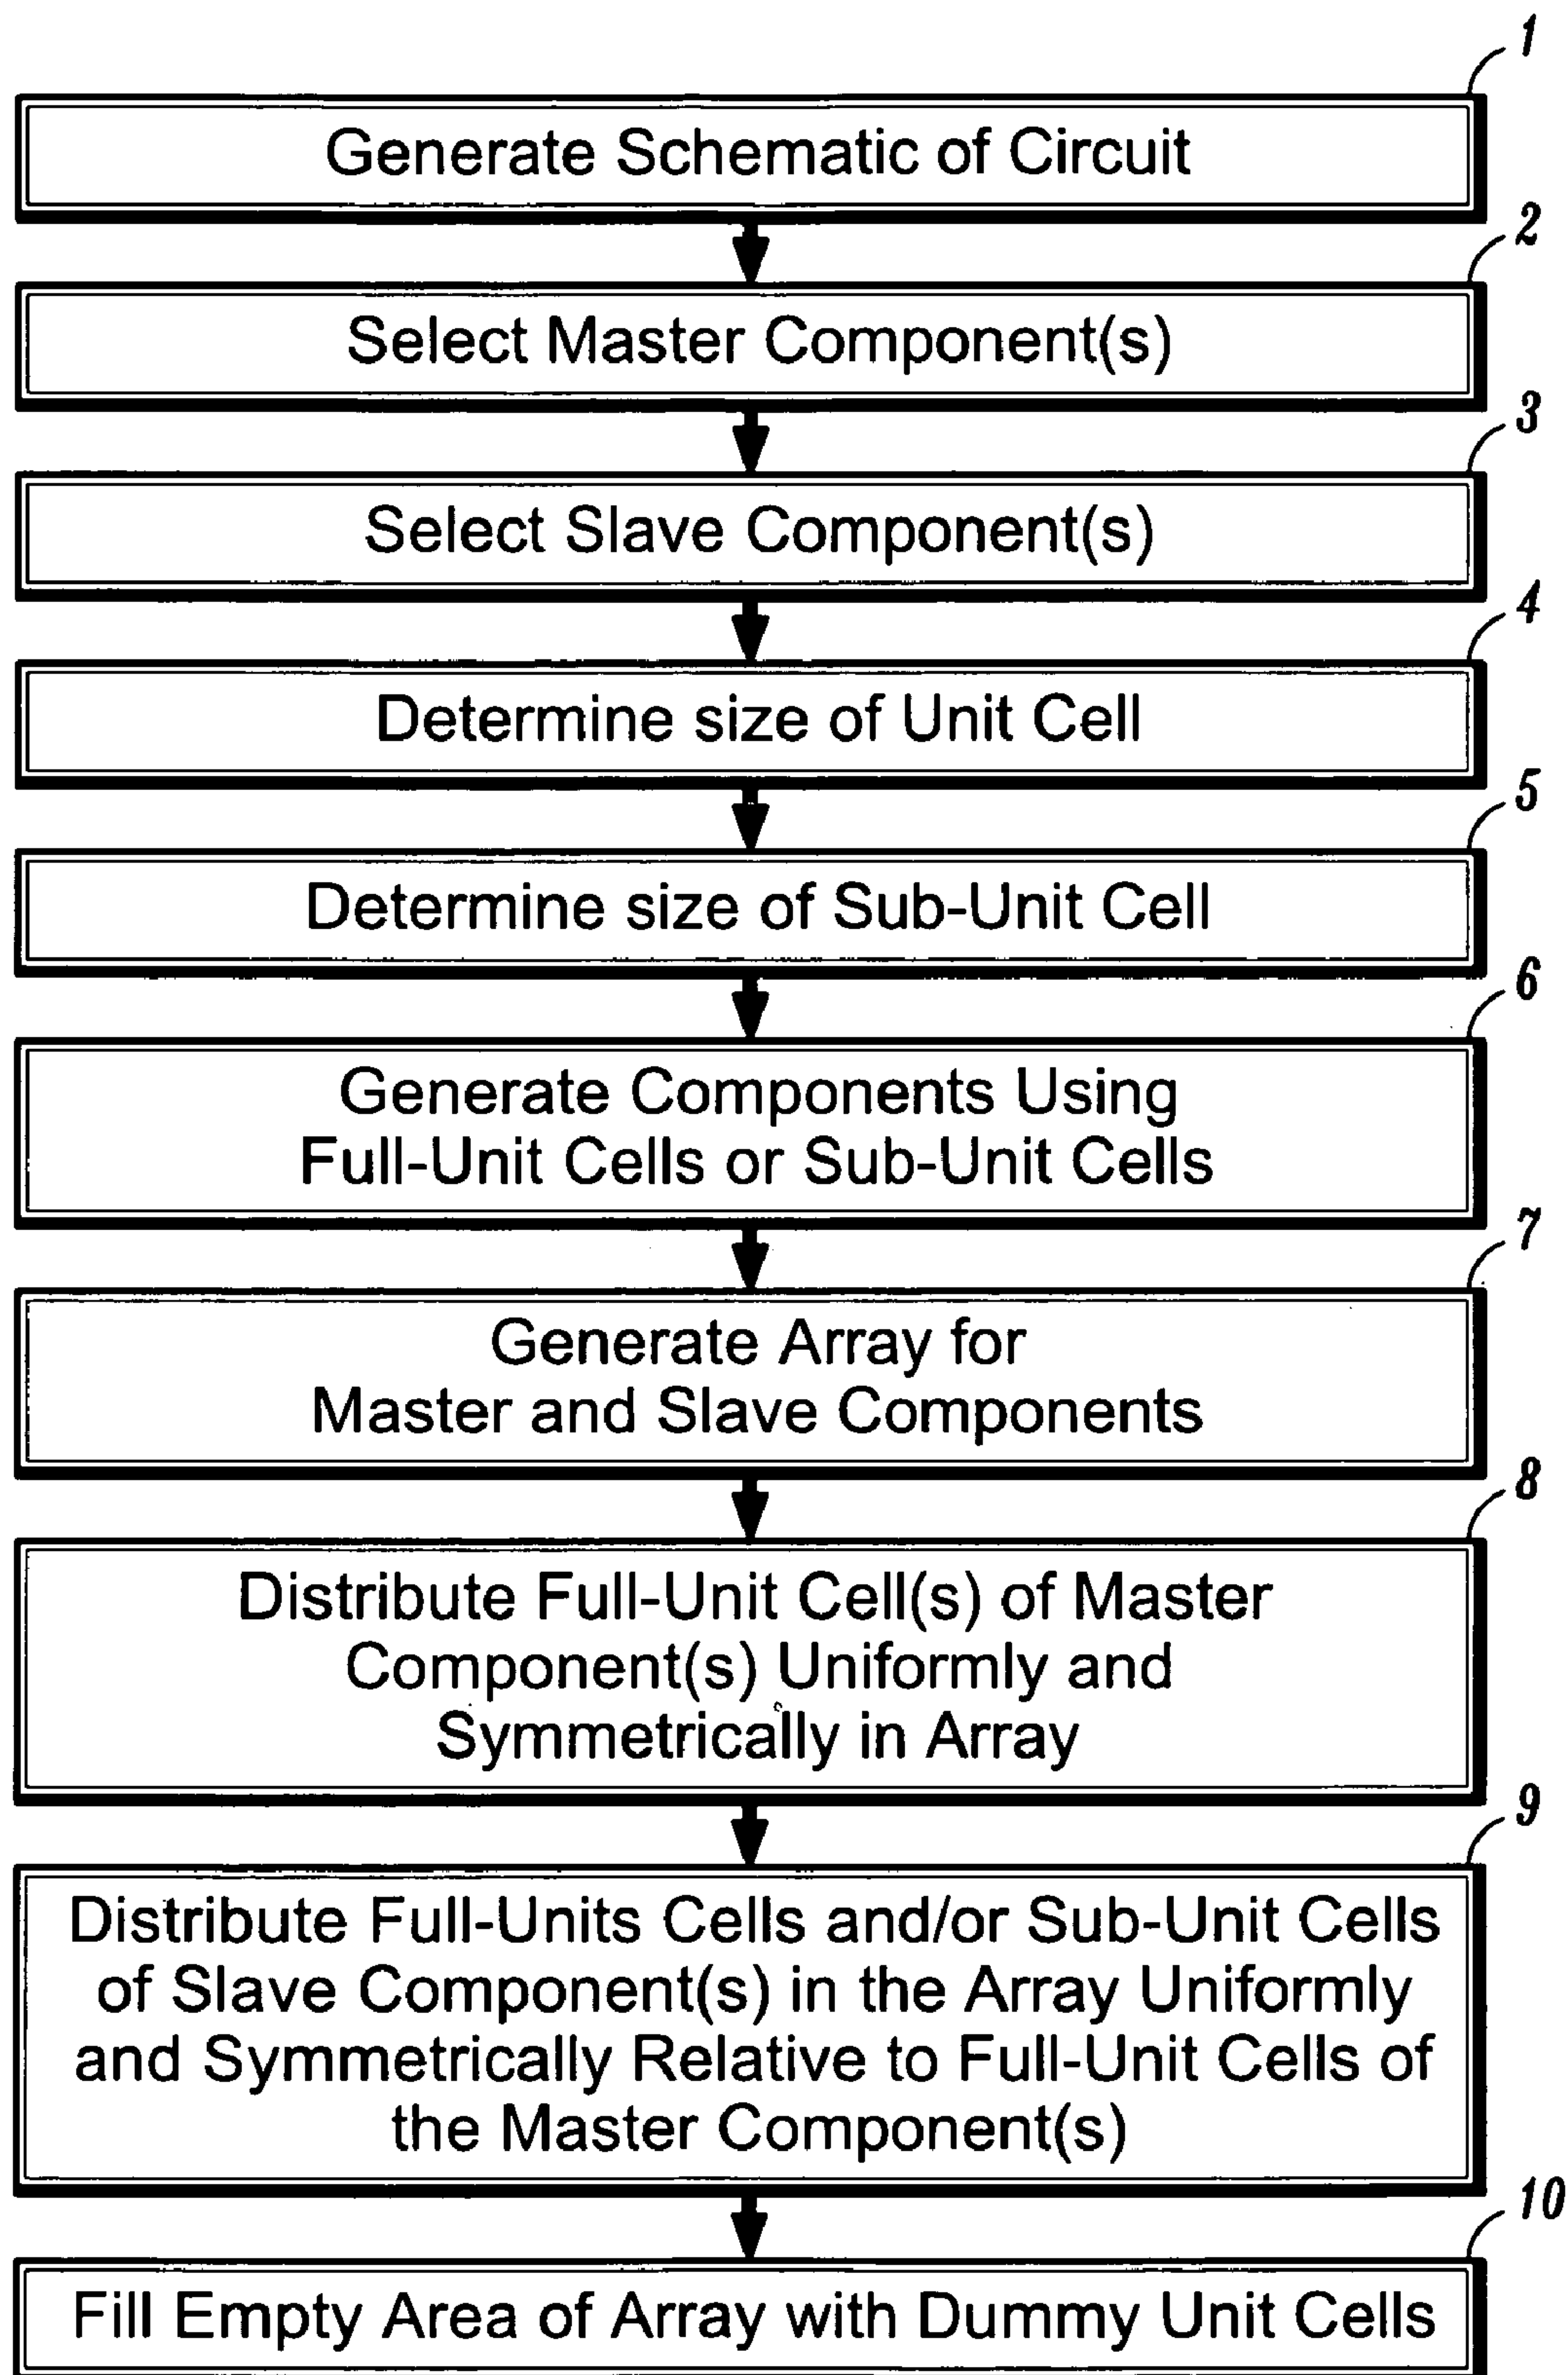 1
Generate Schematic of Circuit
2
Select Master Component(s)
3
Select Slave Component(s)
4
Determine size of Unit Cell
5
Determine size of Sub-Unit Cell
6
Generate Components Using
Full-Unit Cells or Sub-Unit Cells
7
Generate Array for
Master and Slave Components
8
Distribute Full-Unit Cell(s) of Master
Component(s) Uniformly and
Symmetrically in Array
9
Distribute Full-Units Cells and/or Sub-Unit Cells
of Slave Component(s) in the Array Uniformly
and Symmetrically Relative to Full-Unit Cells of
the Master Component(s)
10
Fill Empty Area of Array with Dummy Unit Cells